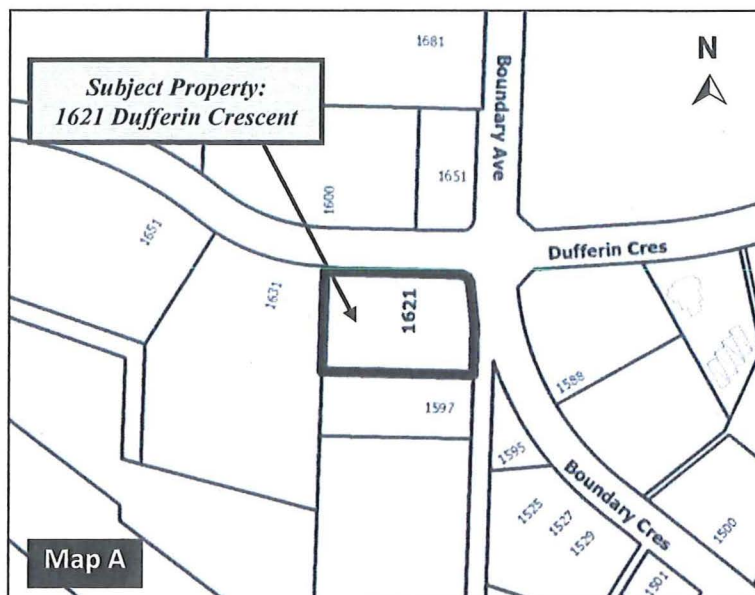 1681
N
Subject Property:
1621 Dufferin Crescent
Boundary Ave
1651
1600
1651
Dufferin Cres
1631
1621
1588
1597
1595
Boundary Cres
1525
1527
1529
1500
Map A
1501